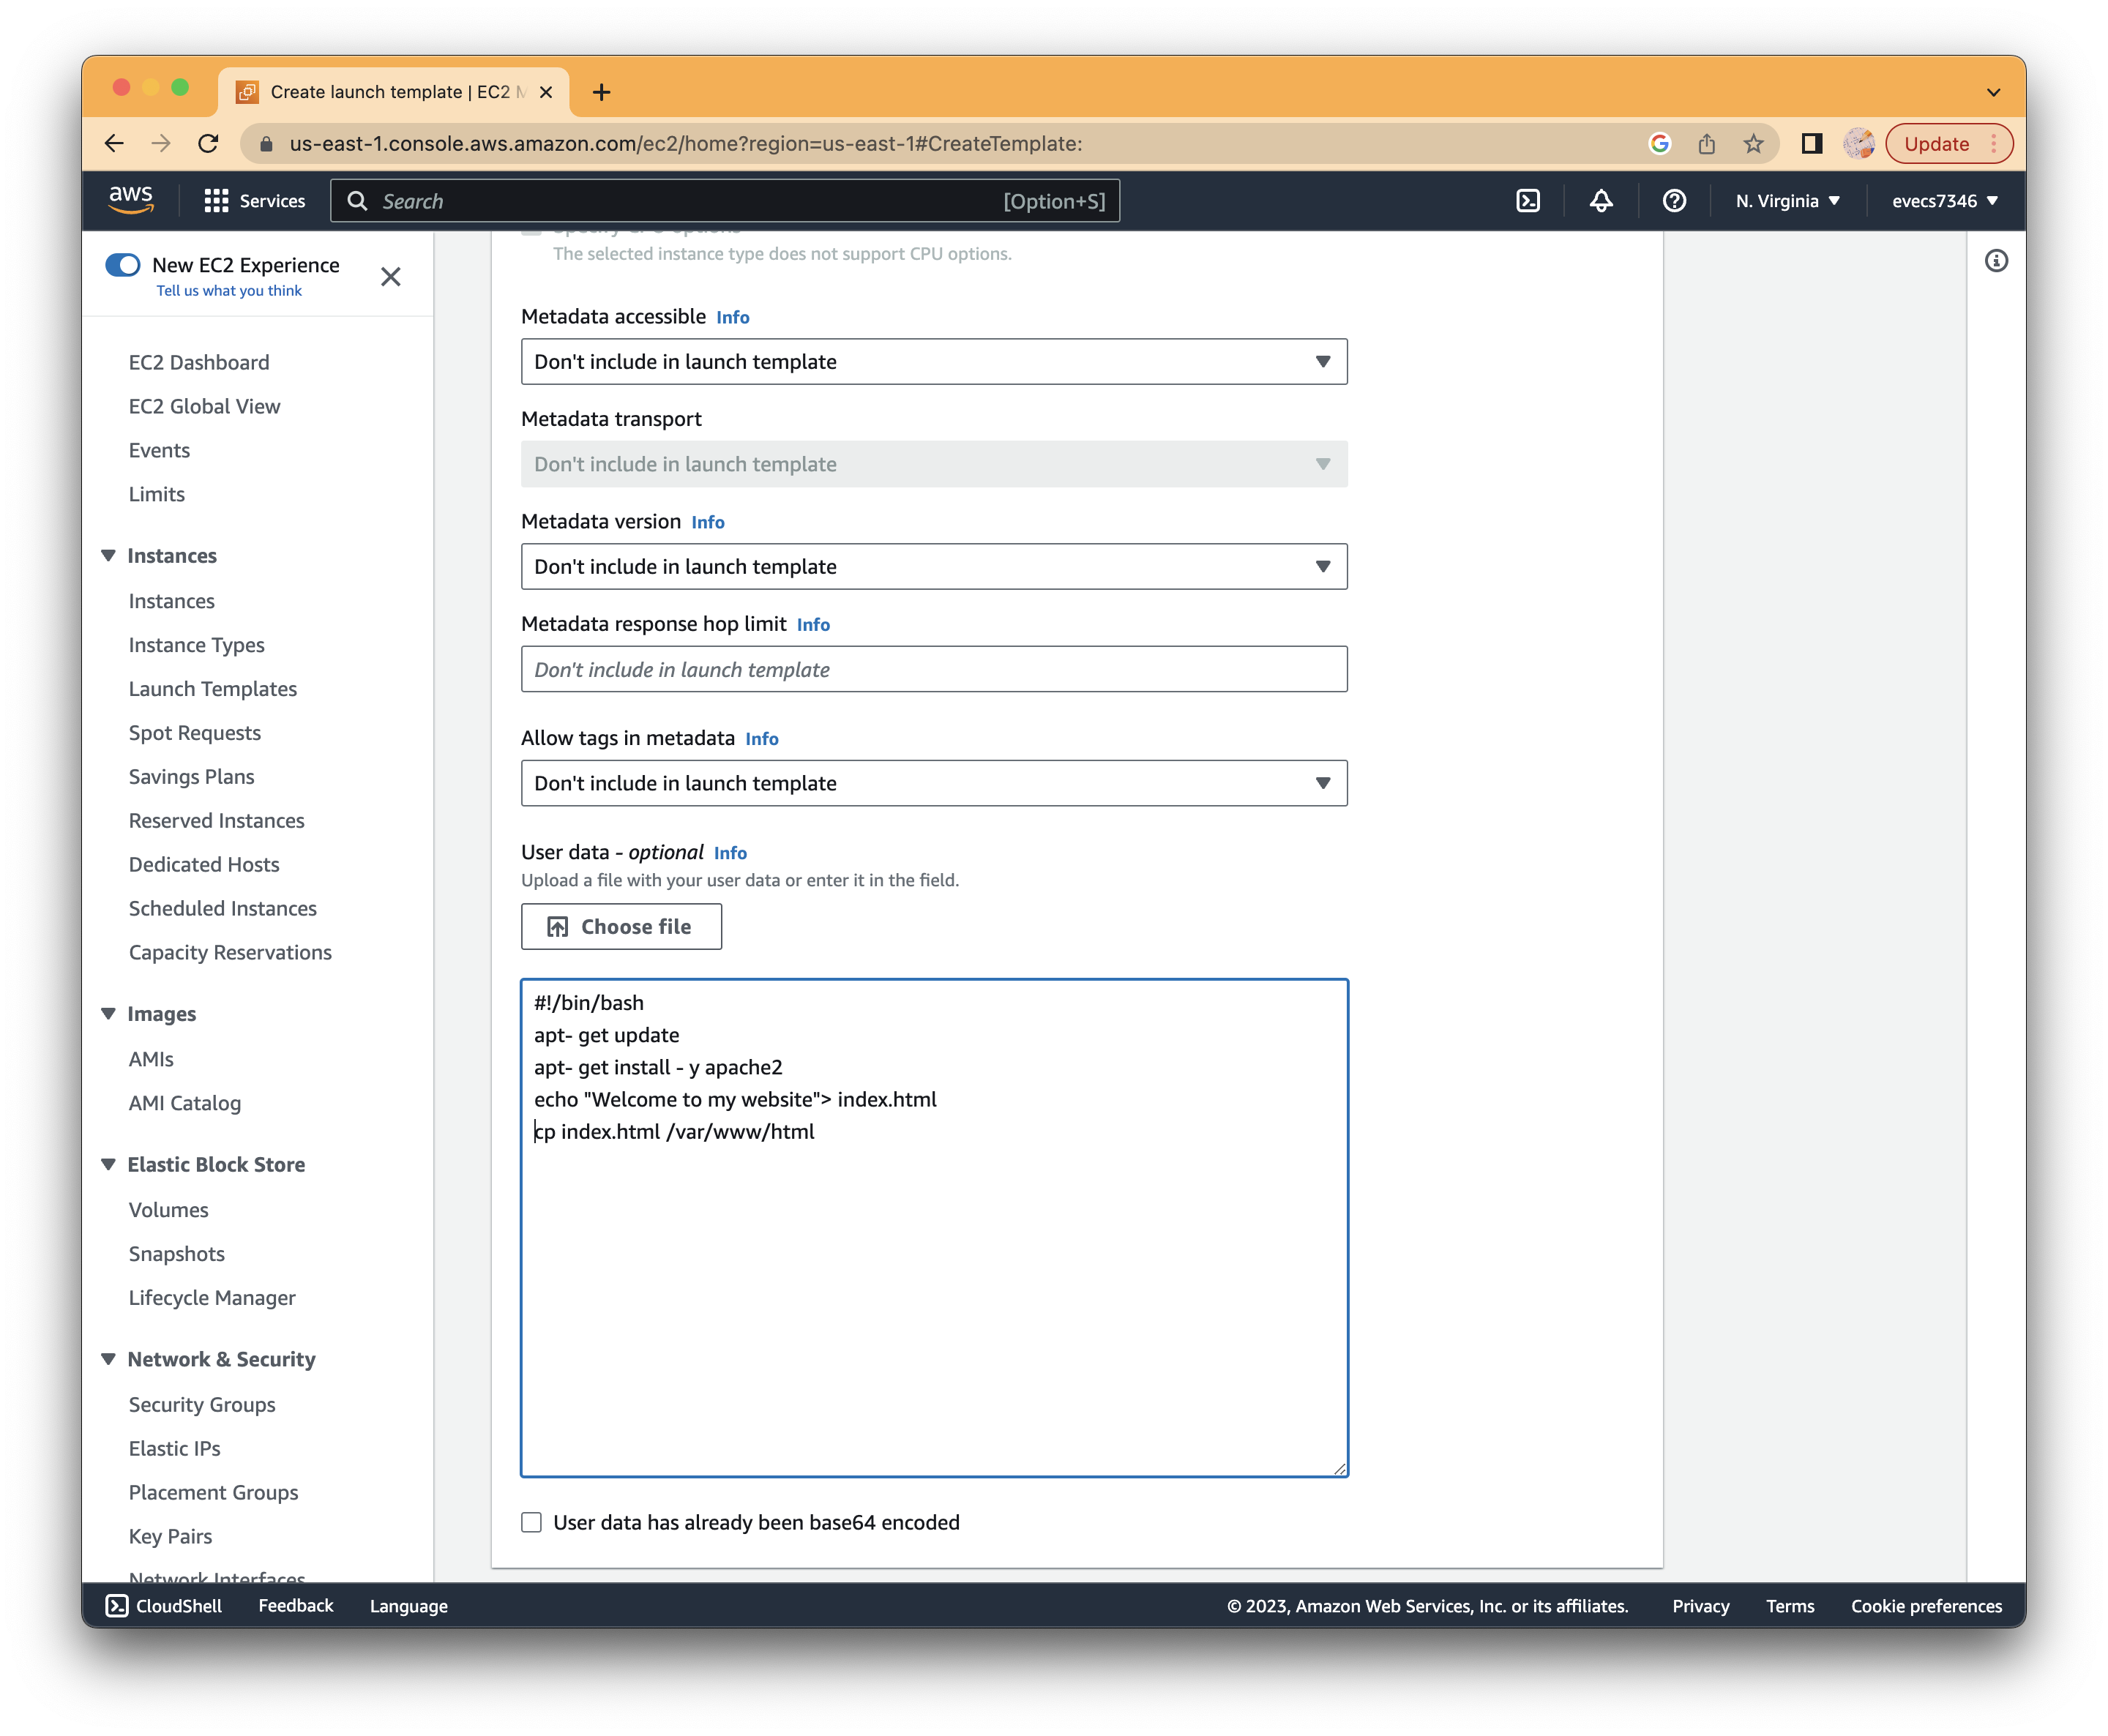 Create launch template | EC2 M
us-east-1.console.aws.amazon.com/ec2/home?region=us-east-1#CreateTemplate:
Update
aws
Services
Search
[Option+S]
N. Virginia
evecs7346
New EC2 Experience
Tell us what you think
EC2 Dashboard
EC2 Global View
Events
Limits
Instances
Instances
Instance Types
Launch Templates
Spot Requests
Savings Plans
Reserved Instances
Dedicated Hosts
Scheduled Instances
Capacity Reservations
Images
AMIs
AMI Catalog
Elastic Block Store
Volumes
Snapshots
Lifecycle Manager
Network & Security
Security Groups
Elastic IPs
Placement Groups
Key Pairs
Network Interfaces
Specify CPU options
The selected instance type does not support CPU options.
Metadata accessible Info
Don't include in launch template
Metadata transport
Don't include in launch template
Metadata version Info
Don't include in launch template
Metadata response hop limit Info
Don't include in launch template
Allow tags in metadata Info
Don't include in launch template
User data - optional Info
Upload a file with your user data or enter it in the field.
Choose file
#!/bin/bash
apt- get update
apt- get install - y apache2
echo "Welcome to my website"> index.html
cp index.html /var/www/html
User data has already been base64 encoded
CloudShell
Feedback
Language
© 2023, Amazon Web Services, Inc. or its affiliates.
Privacy
Terms
Cookie preferences